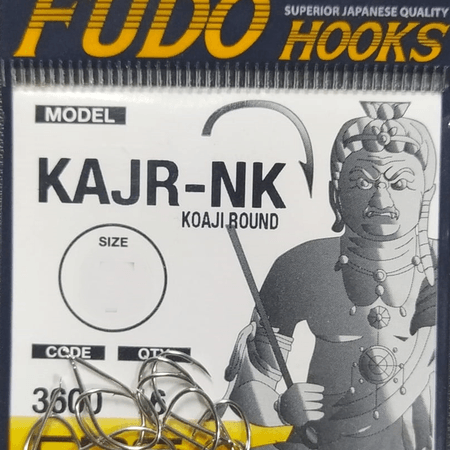 FUDO
SUPERIOR JAPANESE QUALITY
HOOKS
MODEL
KAJR-NK
KOAJI ROUND
SIZE
CODE QTY